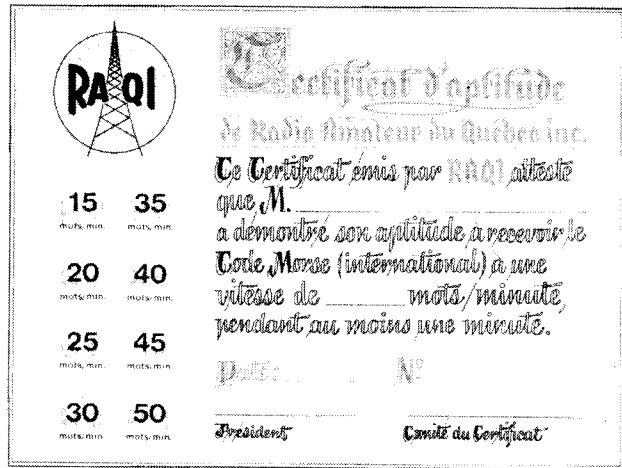 RAQI
15 35
mots, min. mots, min.
20 40
mots/min. mots/min.
25 45
mots, min. mots/min.
30 50
mots/min. mots/min.
Certificat d'aptitude
de Radio Amateur du Québec inc.
Ce Certificat émis par RAQI atteste
que M.
a démontré son aptitude a recevoir le
Code Morse (international) à une
vitesse de mots/minute,
pendant au moins une minute.
Date: N°
Président Comité du Certificat